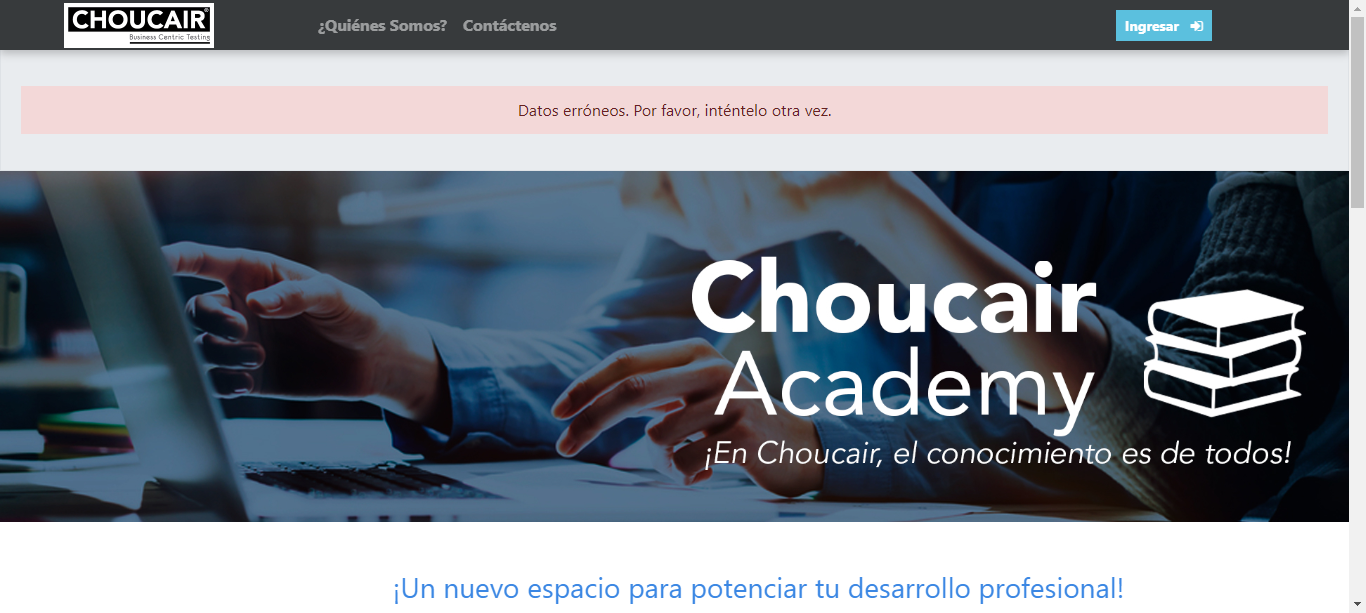 CHOUCAIR®
Business Centric Testing
¿Quiénes Somos? Contáctenos
Ingresar
Datos erróneos. Por favor, inténtelo otra vez.
Choucair
Academy
¡En Choucair, el conocimiento es de todos!
¡Un nuevo espacio para potenciar tu desarrollo profesional!